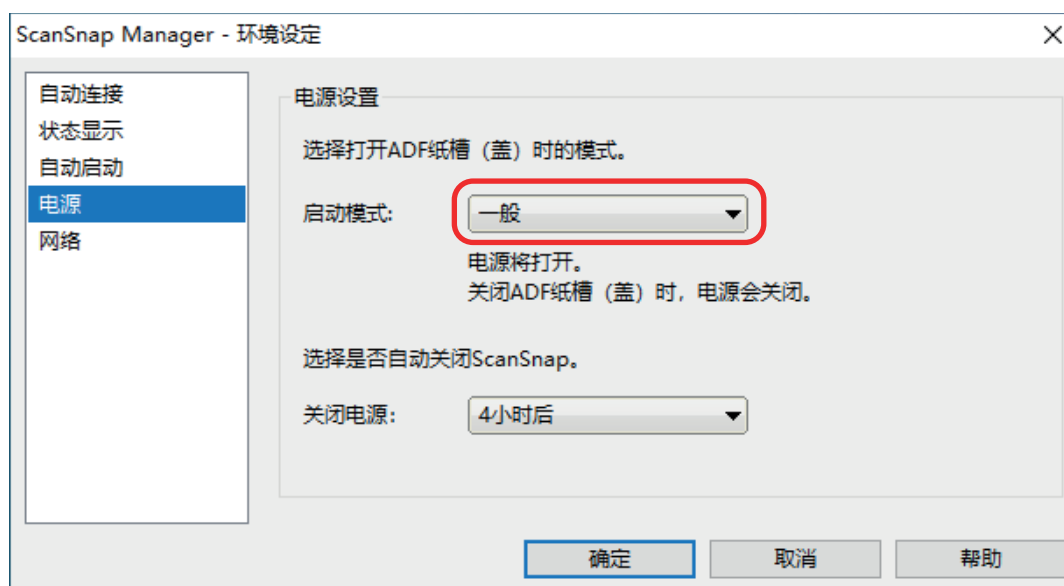 ScanSnap Manager - 环境设定
自动连接
状态显示
自动启动
电源
网络
电源设置
选择打开ADF纸槽（盖）时的模式。
启动模式: 一般
电源将打开。
关闭ADF纸槽（盖）时，电源会关闭。
选择是否自动关闭ScanSnap。
关闭电源: 4小时后
确定 取消 帮助